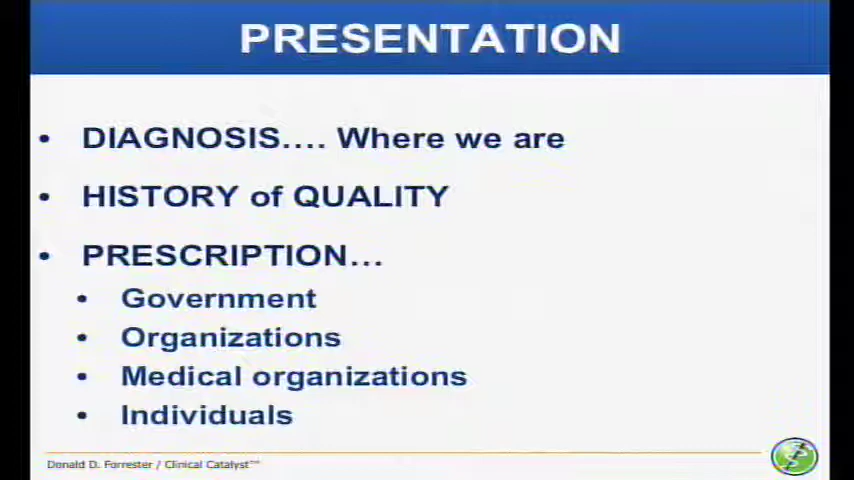 PRESENTATION
• DIAGNOSIS.... Where we are
• HISTORY of QUALITY
• PRESCRIPTION...
• Government
• Organizations
• Medical organizations
• Individuals
Donald D. Forrester / Clinical Catalyst™